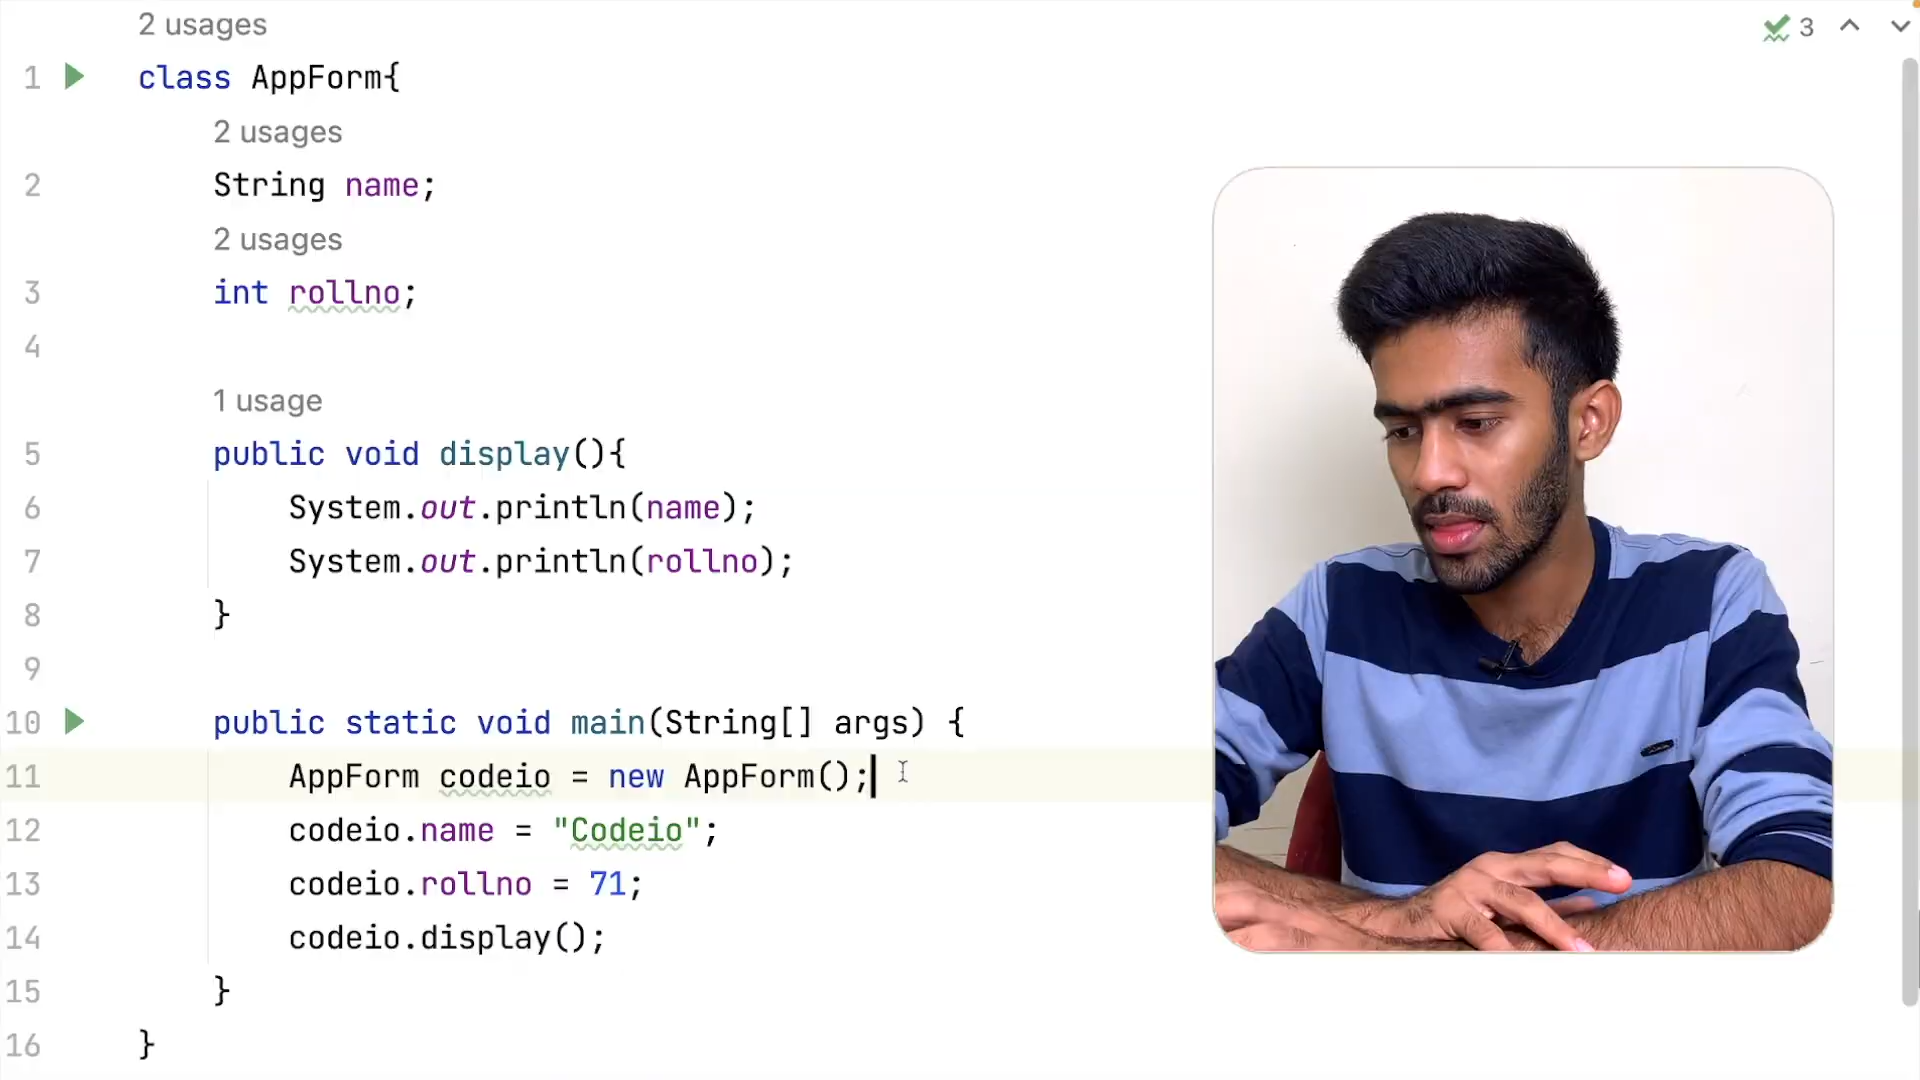 2 usages
3
1 class AppForm{
2 usages
2 String name;
2 usages
3 int rollno;
4
1 usage
5 public void display(){
6 System.out.println(name);
7 System.out.println(rollno);
8 }
9
10 public static void main(String[] args) {
11 AppForm codeio = new AppForm();
12 codeio.name = "Codeio";
13 codeio.rollno = 71;
14 codeio.display();
15 }
16 }